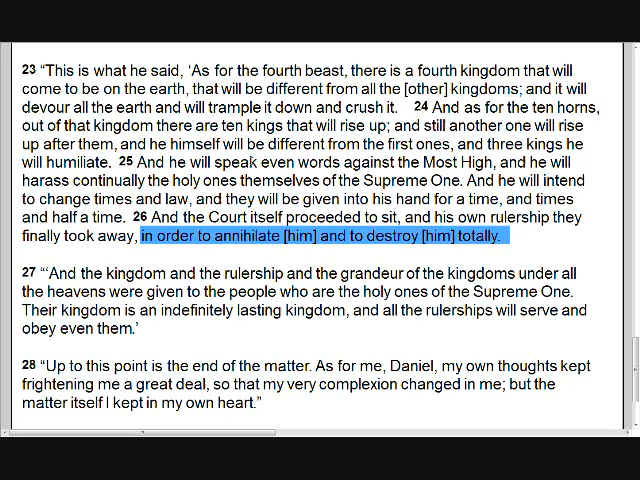 23 “This is what he said, ‘As for the fourth beast, there is a fourth kingdom that will
come to be on the earth, that will be different from all the [other] kingdoms; and it will
devour all the earth and will trample it down and crush it.    24 And as for the ten horns,
out of that kingdom there are ten kings that will rise up; and still another one will rise
up after them, and he himself will be different from the first ones, and three kings he
will humiliate.  25 And he will speak even words against the Most High, and he will
harass continually the holy ones themselves of the Supreme One. And he will intend
to change times and law, and they will be given into his hand for a time, and times
and half a time.  26 And the Court itself proceeded to sit, and his own rulership they
finally took away, in order to annihilate [him] and to destroy [him] totally.
27 “‘And the kingdom and the rulership and the grandeur of the kingdoms under all
the heavens were given to the people who are the holy ones of the Supreme One.
Their kingdom is an indefinitely lasting kingdom, and all the rulerships will serve and
obey even them.’
28 “Up to this point is the end of the matter. As for me, Daniel, my own thoughts kept
frightening me a great deal, so that my very complexion changed in me; but the
matter itself I kept in my own heart.”